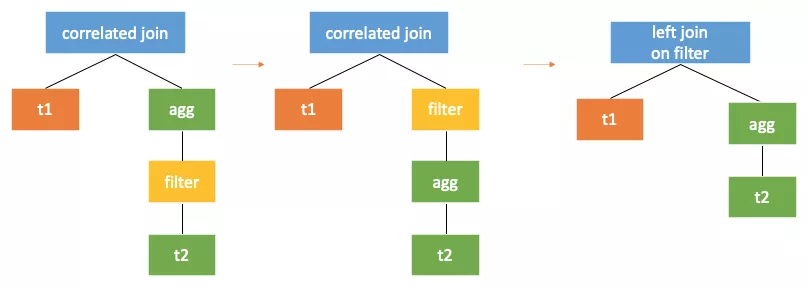 correlated join
t1
agg
filter
t2
correlated join
t1
filter
agg
t2
left join
on filter
t1
agg
t2